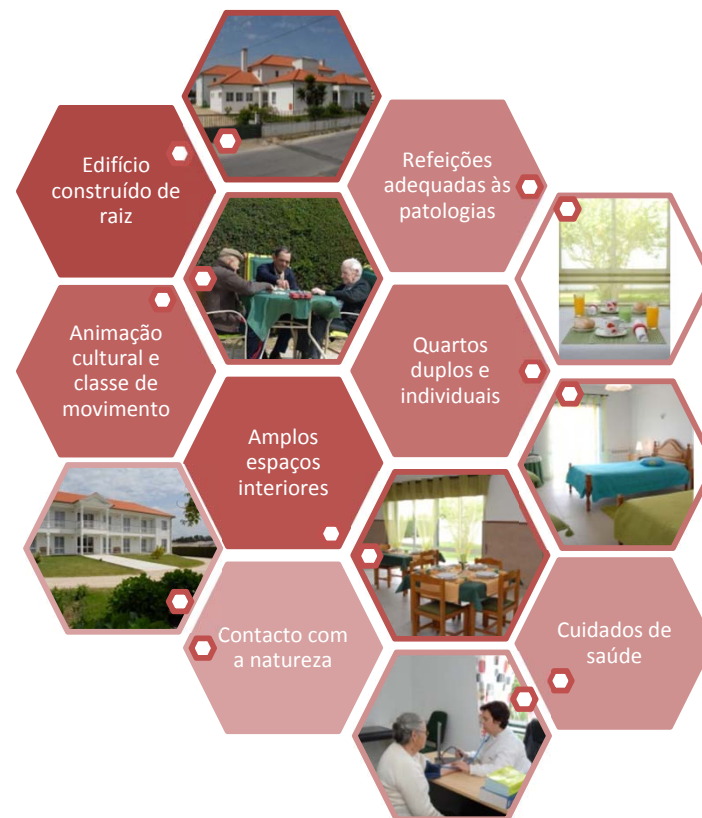 Edifício
construído de
raiz
Refeições
adequadas às
patologias
Animação
cultural e
classe de
movimento
Quartos
duplos e
individuais
Amplos
espaços
interiores
Contacto com
a natureza
Cuidados de
saúde